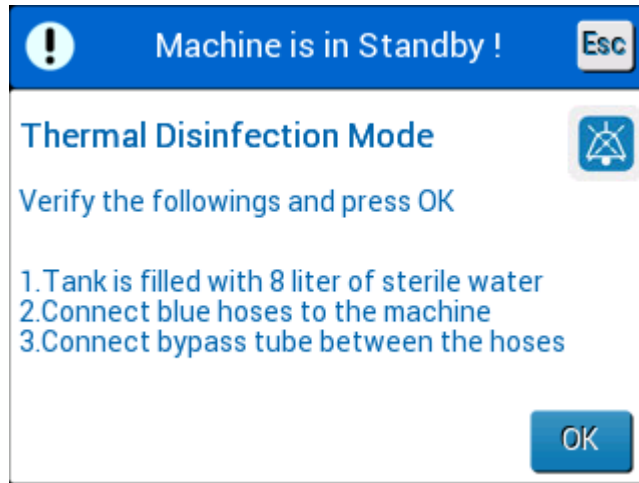 Machine is in Standby !
Esc
Thermal Disinfection Mode
Verify the followings and press OK
1.Tank is filled with 8 liter of sterile water
2.Connect blue hoses to the machine
3.Connect bypass tube between the hoses
OK